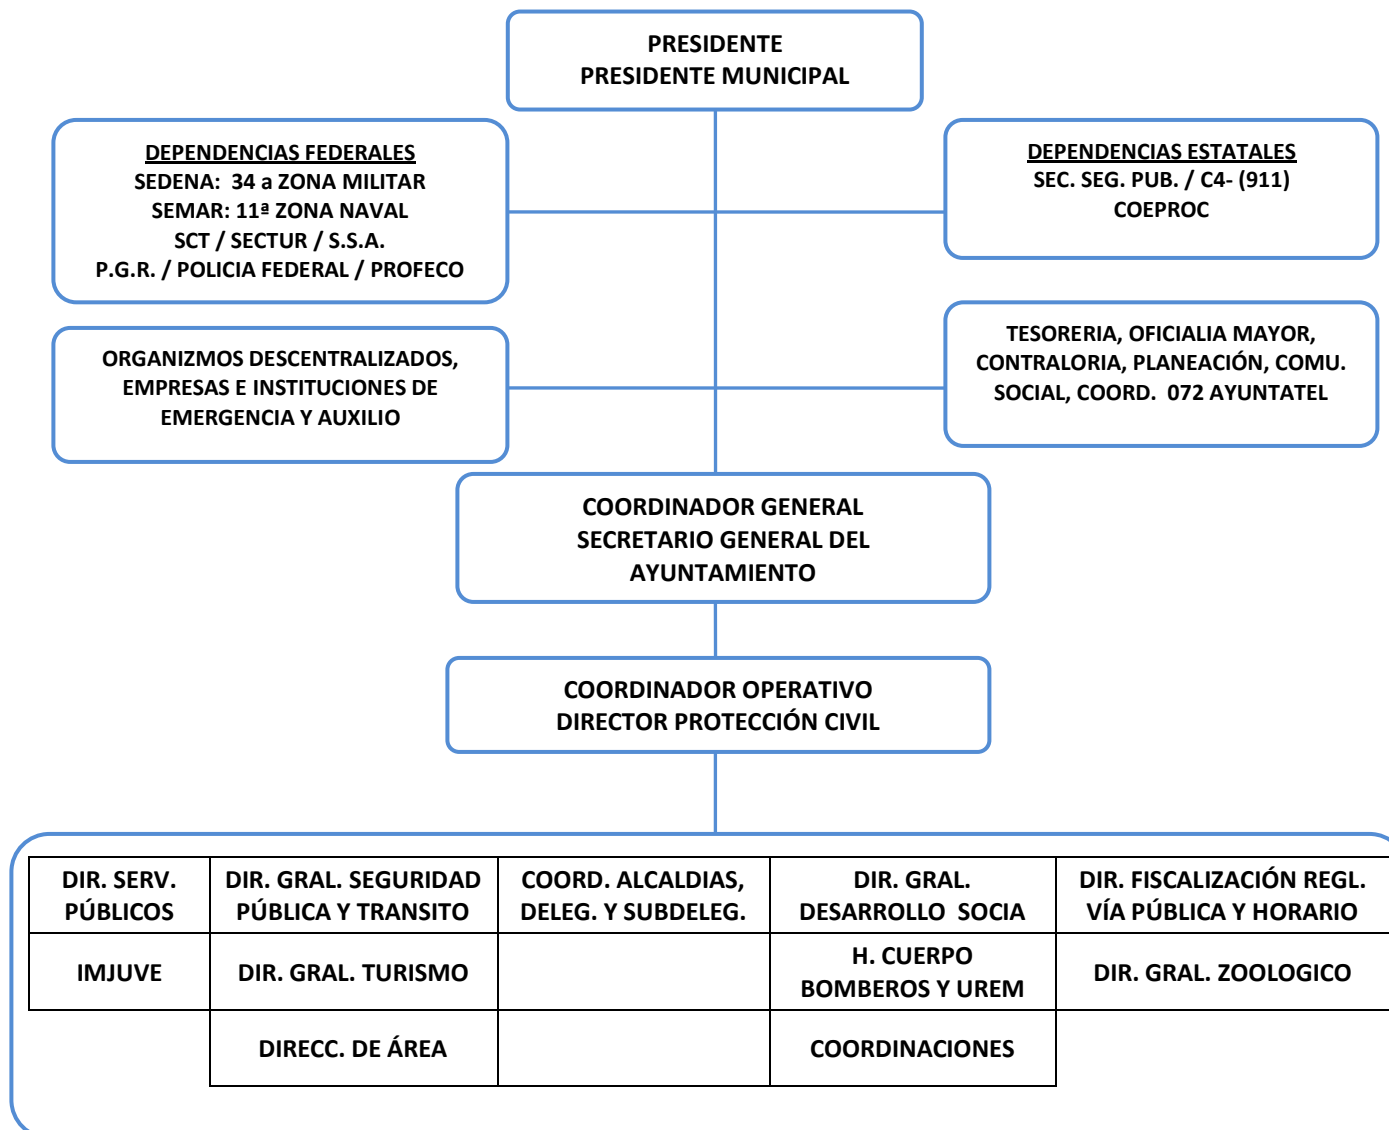 PRESIDENTE
PRESIDENTE MUNICIPAL
DEPENDENCIAS FEDERALES
SEDENA: 34 a ZONA MILITAR
SEMAR: 11ª ZONA NAVAL
SCT / SECTUR / S.S.A.
P.G.R. / POLICIA FEDERAL / PROFECO
DEPENDENCIAS ESTATALES
SEC. SEG. PUB. / C4- (911)
COEPROC
ORGANIZMOS DESCENTRALIZADOS,
EMPRESAS E INSTITUCIONES DE
EMERGENCIA Y AUXILIO
TESORERIA, OFICIALIA MAYOR,
CONTRALORIA, PLANEACIÓN, COMU.
SOCIAL, COORD. 072 AYUNTATEL
COORDINADOR GENERAL
SECRETARIO GENERAL DEL
AYUNTAMIENTO
COORDINADOR OPERATIVO
DIRECTOR PROTECCIÓN CIVIL
DIR. SERV.
PÚBLICOS
DIR. GRAL. SEGURIDAD
PÚBLICA Y TRANSITO
COORD. ALCALDIAS,
DELEG. Y SUBDELEG.
DIR. GRAL.
DESARROLLO SOCIA
DIR. FISCALIZACIÓN REGL.
VÍA PÚBLICA Y HORARIO
IMJUVE
DIR. GRAL. TURISMO
H. CUERPO
BOMBEROS Y UREM
DIR. GRAL. ZOOLOGICO
DIRECC. DE ÁREA
COORDINACIONES